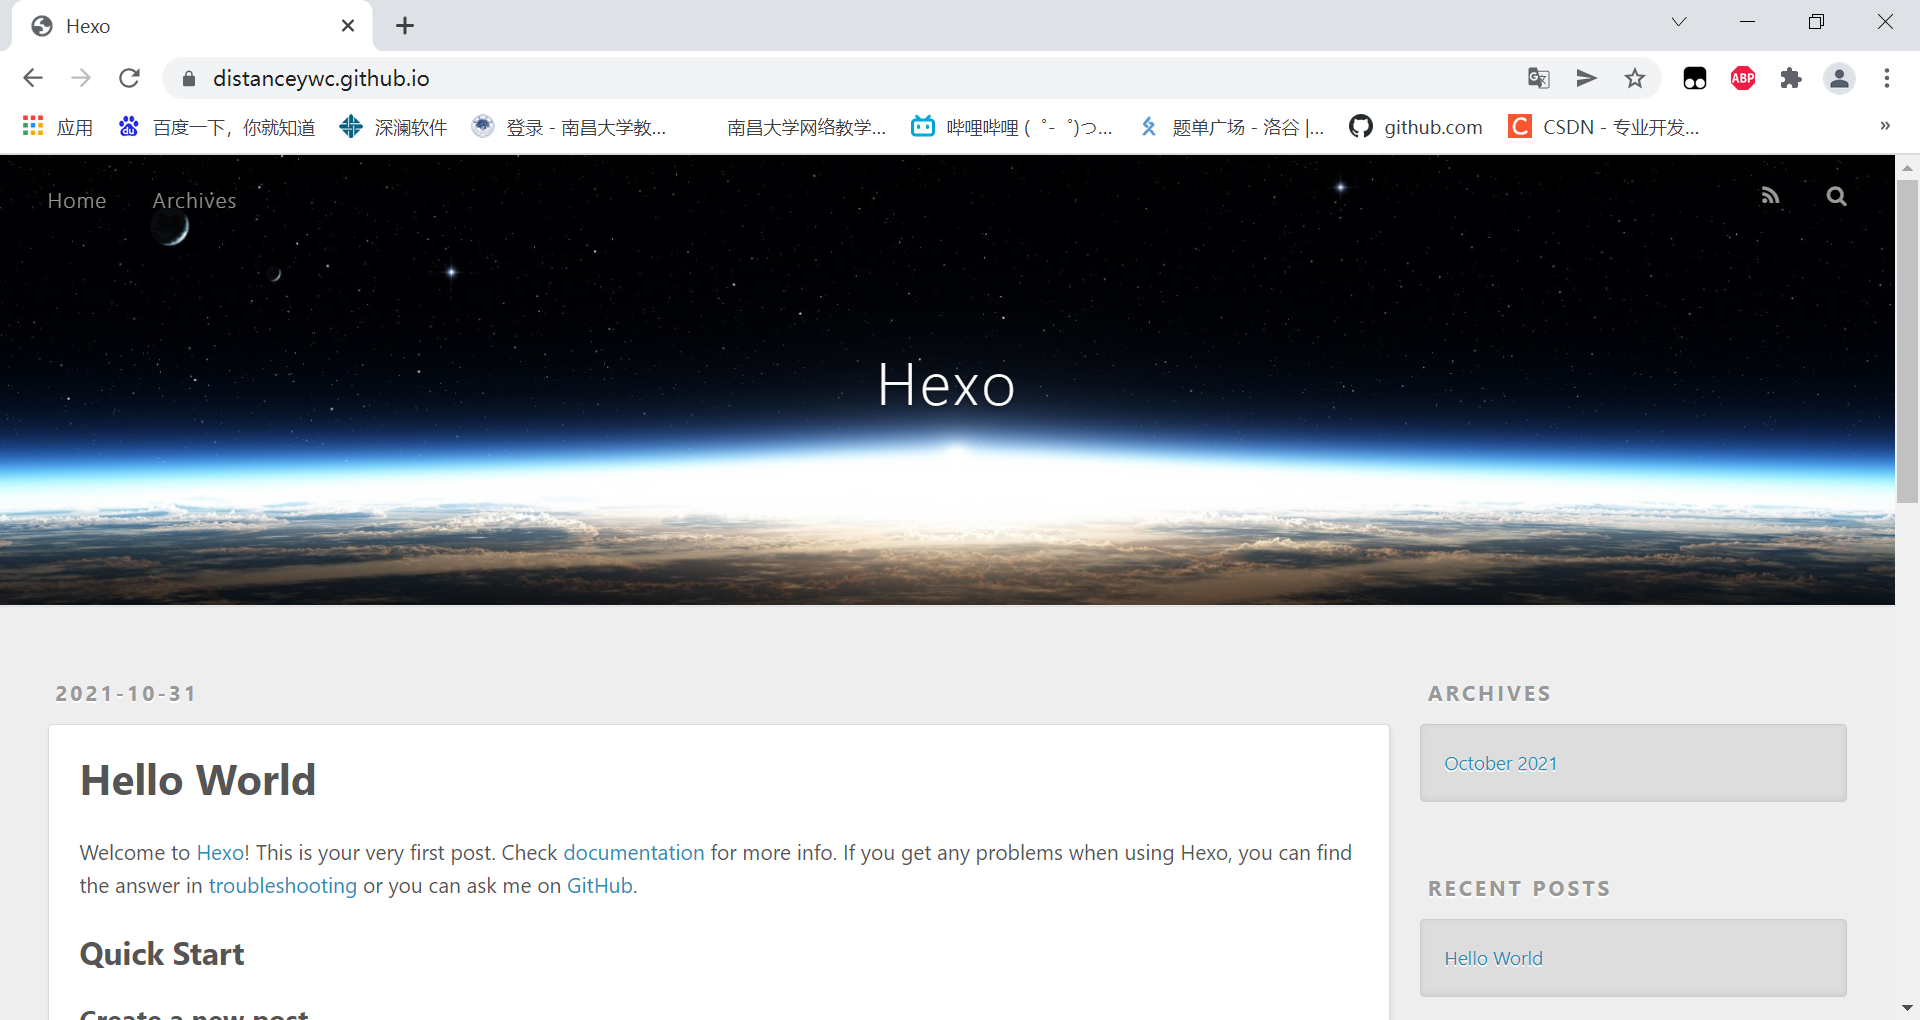 Hexo
distanceywc.github.io
ABP
应用
百度一下，你就知道
深澜软件
登录 - 南昌大学教...
南昌大学网络教学...
哔哩哔哩 ( ゜- ゜)つ...
题单广场 - 洛谷 |...
github.com
CSDN - 专业开发...
»
Home
Archives
Hexo
2021-10-31
Hello World
Welcome to Hexo! This is your very first post. Check documentation for more info. If you get any problems when using Hexo, you can find
the answer in troubleshooting or you can ask me on GitHub.
Quick Start
Create a new post
ARCHIVES
October 2021
RECENT POSTS
Hello World